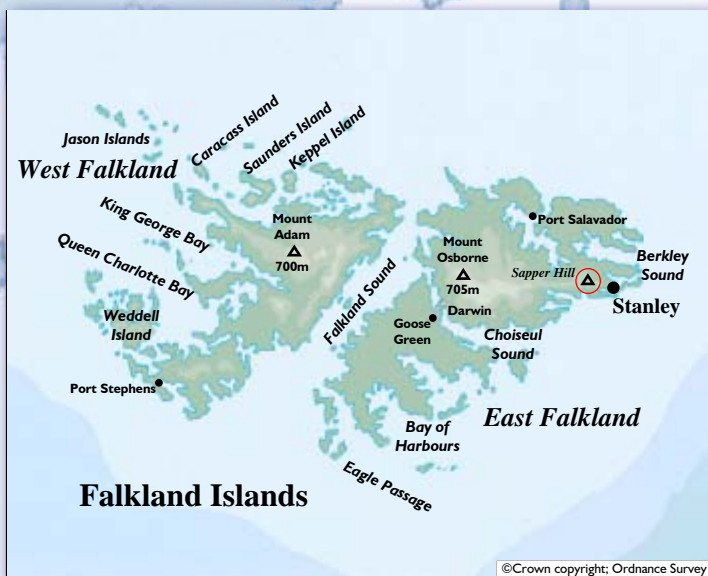 Jason Islands
West Falkland
Caracass Island
Saunders Island
Keppel Island
King George Bay
Mount
Adam
700m
Port Salavador
Queen Charlotte Bay
Mount
Osborne
705m
Sapper Hill
Berkley
Sound
Stanley
Falkland Sound
Weddell
Island
Darwin
Goose
Green
Choiseul
Sound
Port Stephens
East Falkland
Bay of
Harbours
Eagle Passage
Falkland Islands
©Crown copyright; Ordnance Survey